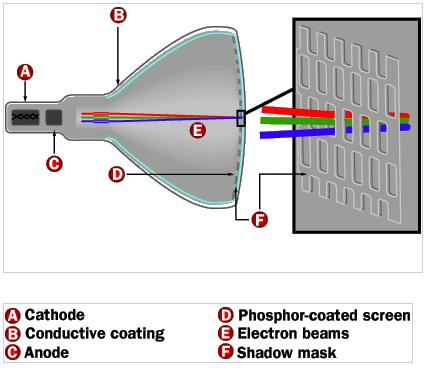 B
A
E
C
D
F
A Cathode
B Conductive coating
C Anode
D Phosphor-coated screen
E Electron beams
F Shadow mask